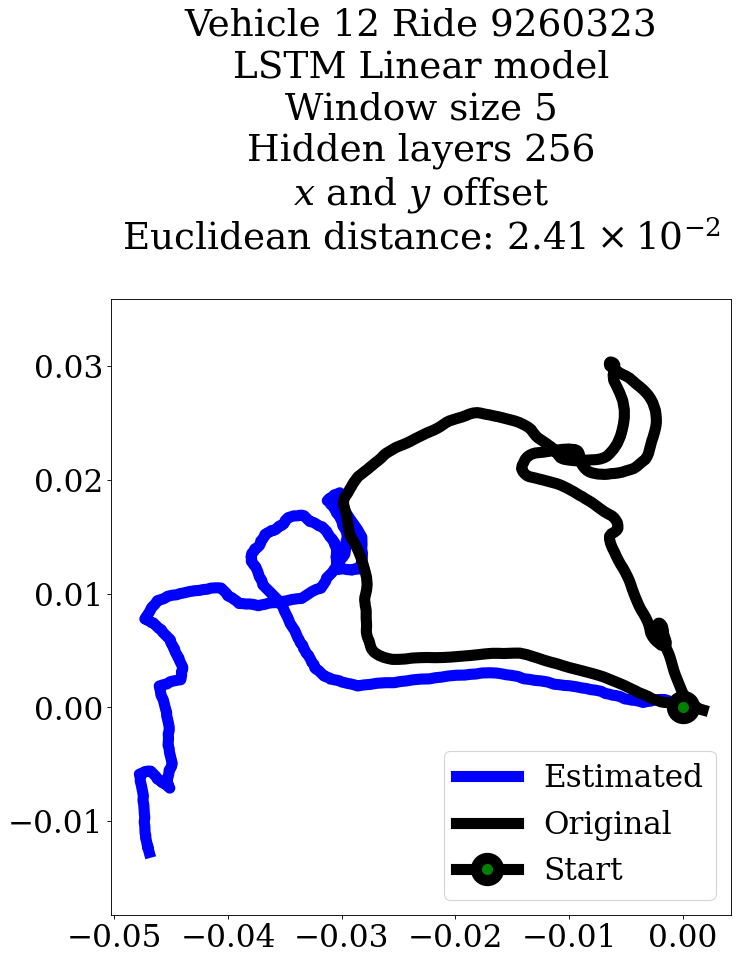 Vehicle 12 Ride 9260323
LSTM Linear model
Window size 5
Hidden layers 256
x and y offset
Euclidean distance: 2.41 × 10⁻²
0.03
0.02
0.01
0.00
−0.01
Estimated
Original
Start
−0.05 −0.04 −0.03 −0.02 −0.01 0.00